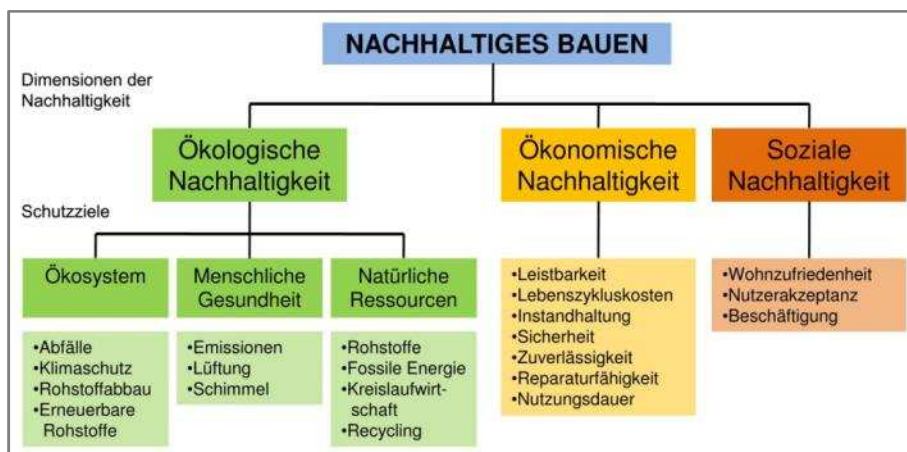 NACHHALTIGES BAUEN
Dimensionen der
Nachhaltigkeit
Ökologische
Nachhaltigkeit
Ökonomische
Nachhaltigkeit
Soziale
Nachhaltigkeit
Schutzziele
Ökosystem
Menschliche
Gesundheit
Natürliche
Ressourcen
•Abfälle
•Klimaschutz
•Rohstoffabbau
•Erneuerbare
Rohstoffe
•Emissionen
•Lüftung
•Schimmel
•Rohstoffe
•Fossile Energie
•Kreislaufwirt-
schaft
•Recycling
•Leistbarkeit
•Lebenszykluskosten
•Instandhaltung
•Sicherheit
•Zuverlässigkeit
•Reparaturfähigkeit
•Nutzungsdauer
•Wohnzufriedenheit
•Nutzerakzeptanz
•Beschäftigung